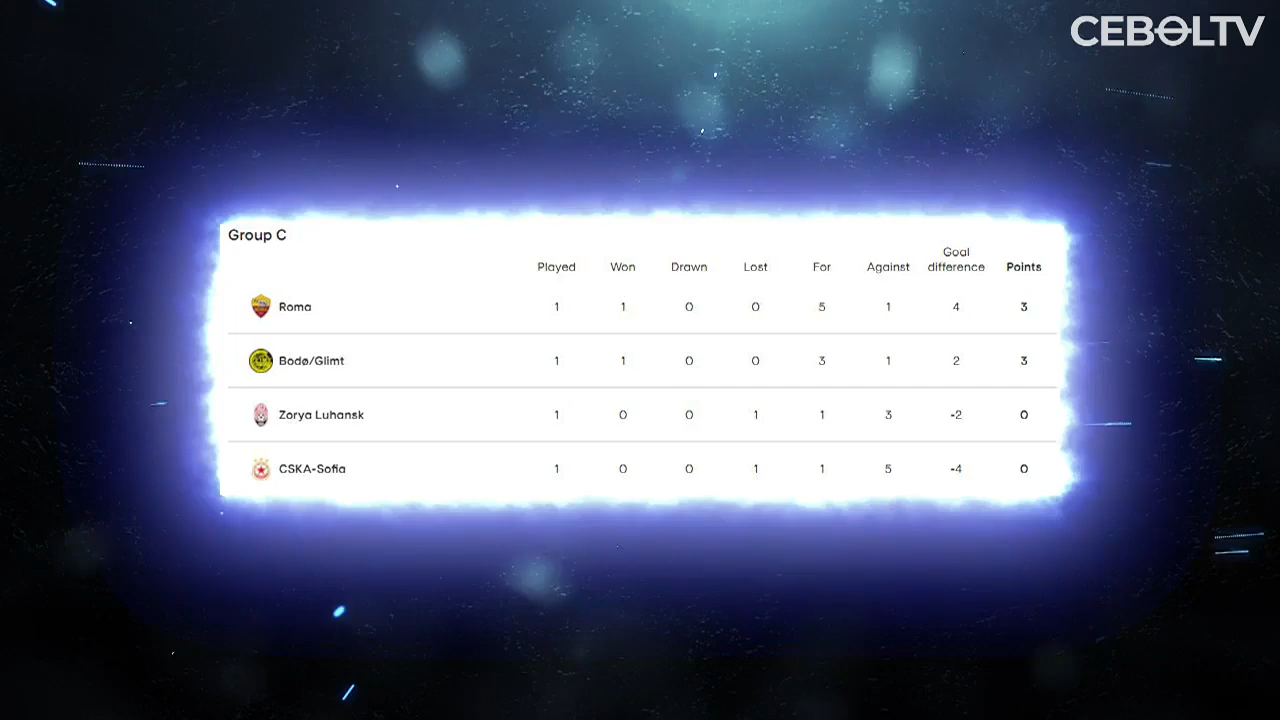 CEBOLTV
Group C
Played Won Drawn Lost For Against Goal difference Points
Roma 1 1 0 0 5 1 4 3
Bodø/Glimt 1 1 0 0 3 1 2 3
Zorya Luhansk 1 0 0 1 1 3 -2 0
CSKA-Sofia 1 0 0 1 1 5 -4 0